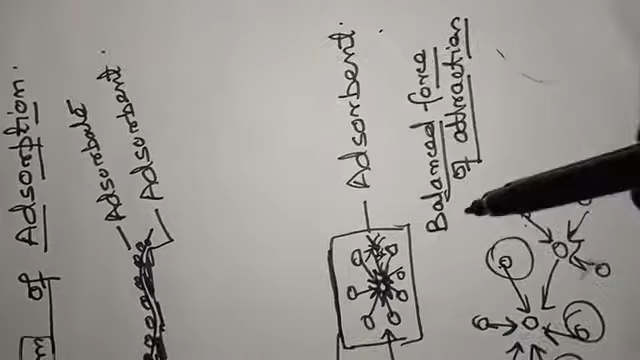 of Adsorption.
Adsorbate
Adsorbent.
Adsorbent.
Balanced force
of attraction